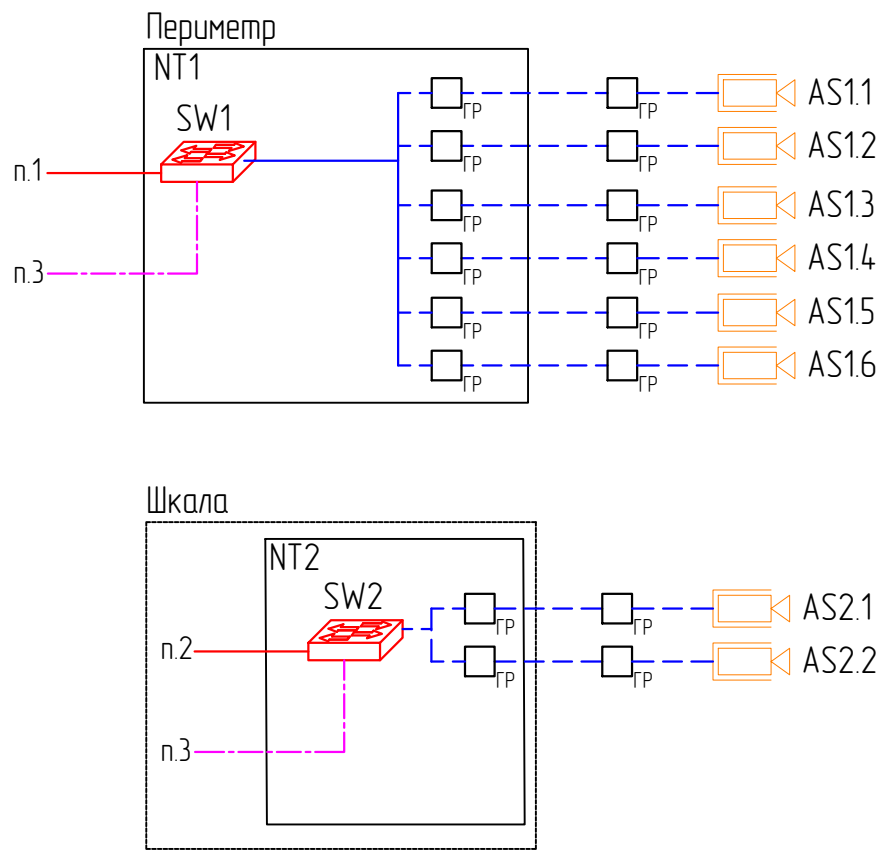 Периметр
NT1
SW1
п.1
п.3
ГР ГР AS1.1
ГР ГР AS1.2
ГР ГР AS1.3
ГР ГР AS1.4
ГР ГР AS1.5
ГР ГР AS1.6
Шкала
NT2
SW2
п.2
п.3
ГР ГР AS2.1
ГР ГР AS2.2